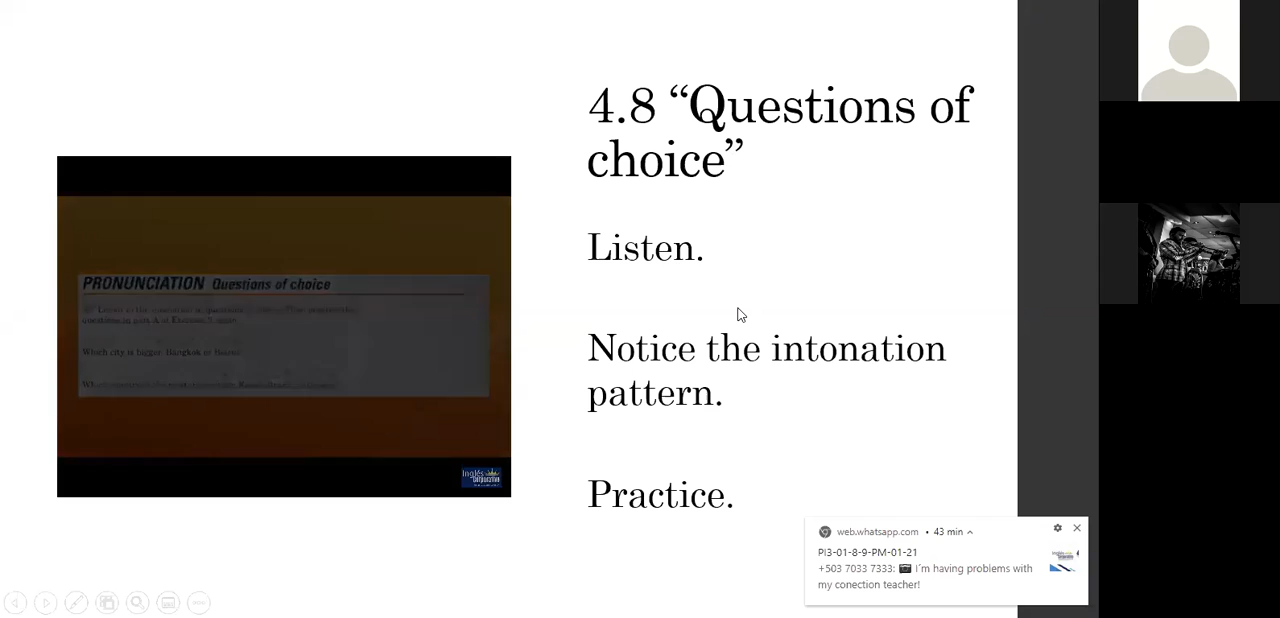 4.8 “Questions of
choice”
Listen.
Notice the intonation
pattern.
Practice.
PRONUNCIATION Questions of choice
Which city is bigger, Bangkok or
Inglés
Corporativo
web.whatsapp.com • 43 min
PI3-01-8-9-PM-01-21
+503 7033 7333: 📷 I´m having problems with
my conection teacher!